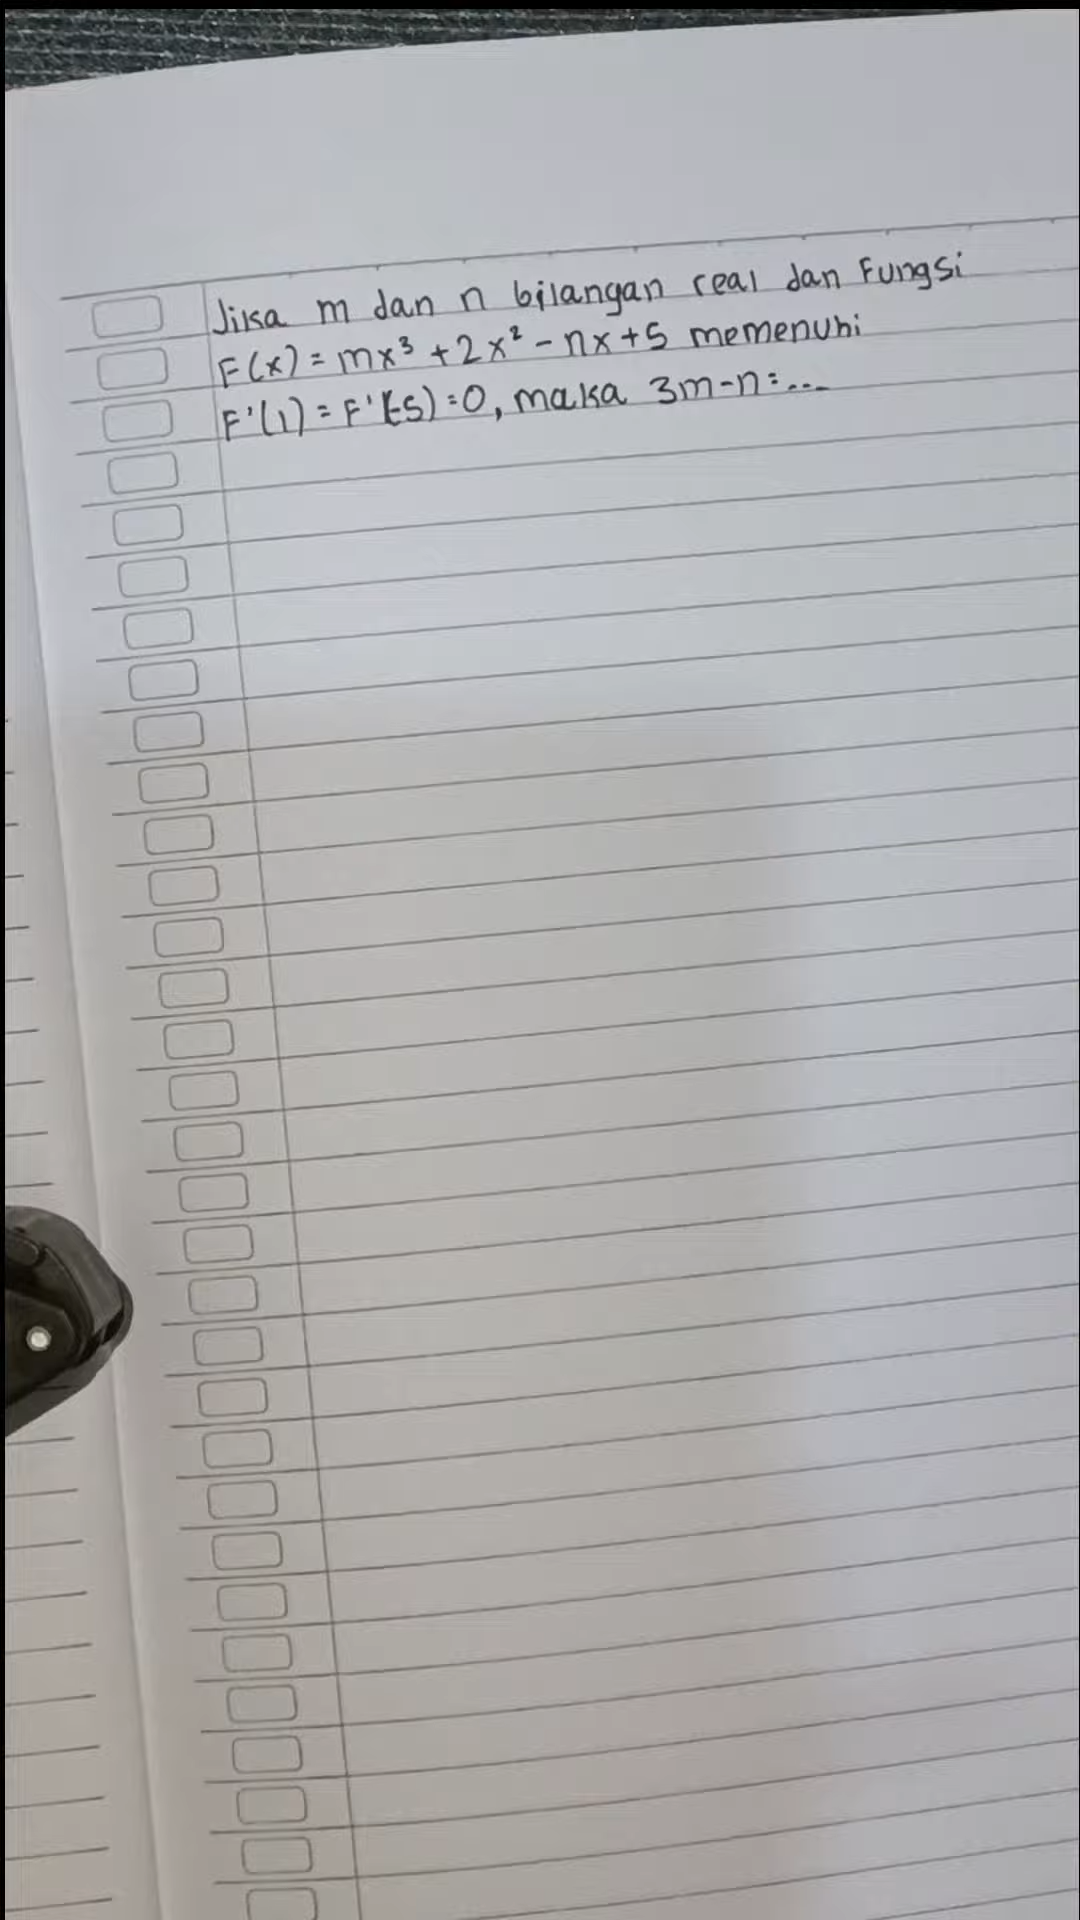 Jika m dan n bilangan real dan Fungsi
F(x) = mx³ + 2x² - nx + 5 memenuhi
F'(1) = F'(-5) = 0, maka 3m-n = ...